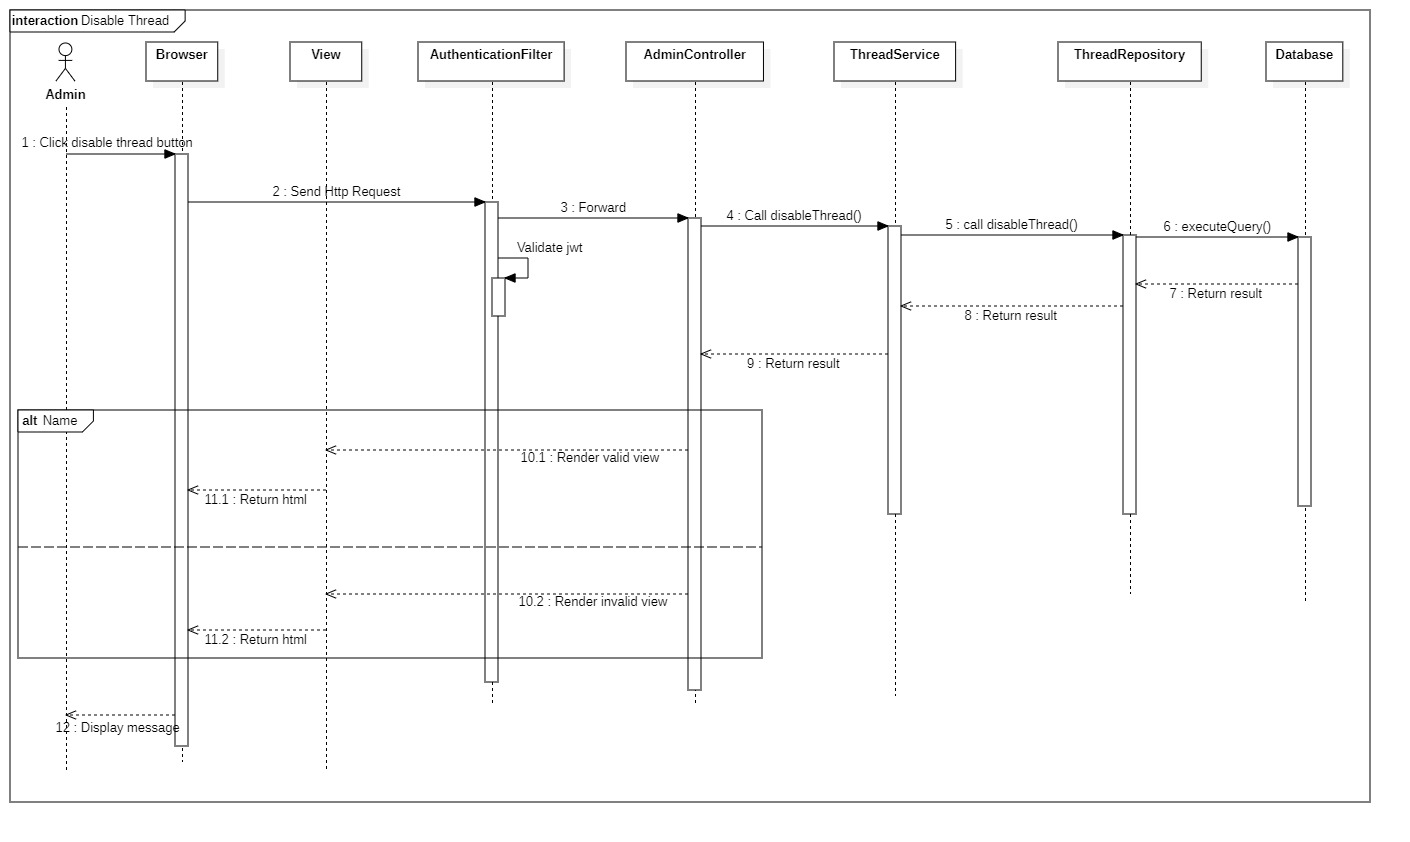 interaction Disable Thread
Admin
Browser
View
AuthenticationFilter
AdminController
ThreadService
ThreadRepository
Database
1 : Click disable thread button
2 : Send Http Request
3 : Forward
4 : Call disableThread()
5 : call disableThread()
6 : executeQuery()
Validate jwt
7 : Return result
8 : Return result
9 : Return result
alt Name
10.1 : Render valid view
11.1 : Return html
10.2 : Render invalid view
11.2 : Return html
12 : Display message